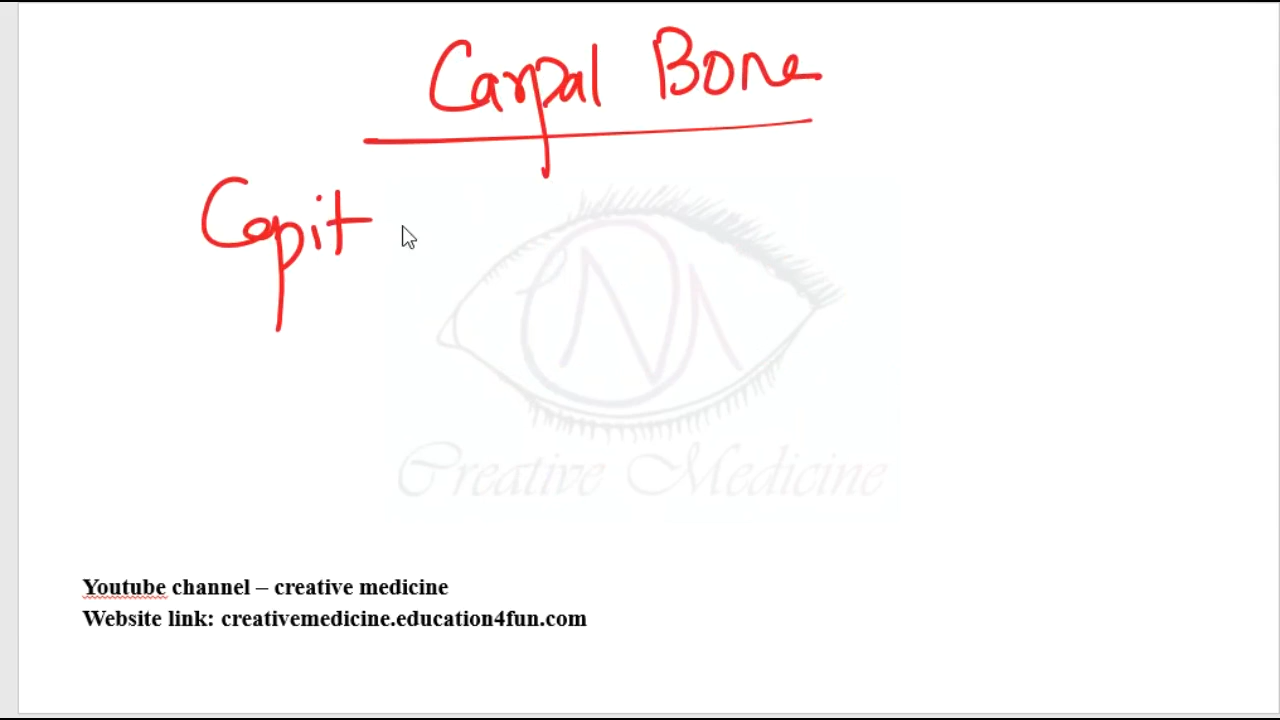 Carpal Bone
Capit
Creative Medicine
Youtube channel – creative medicine
Website link: creativemedicine.education4fun.com